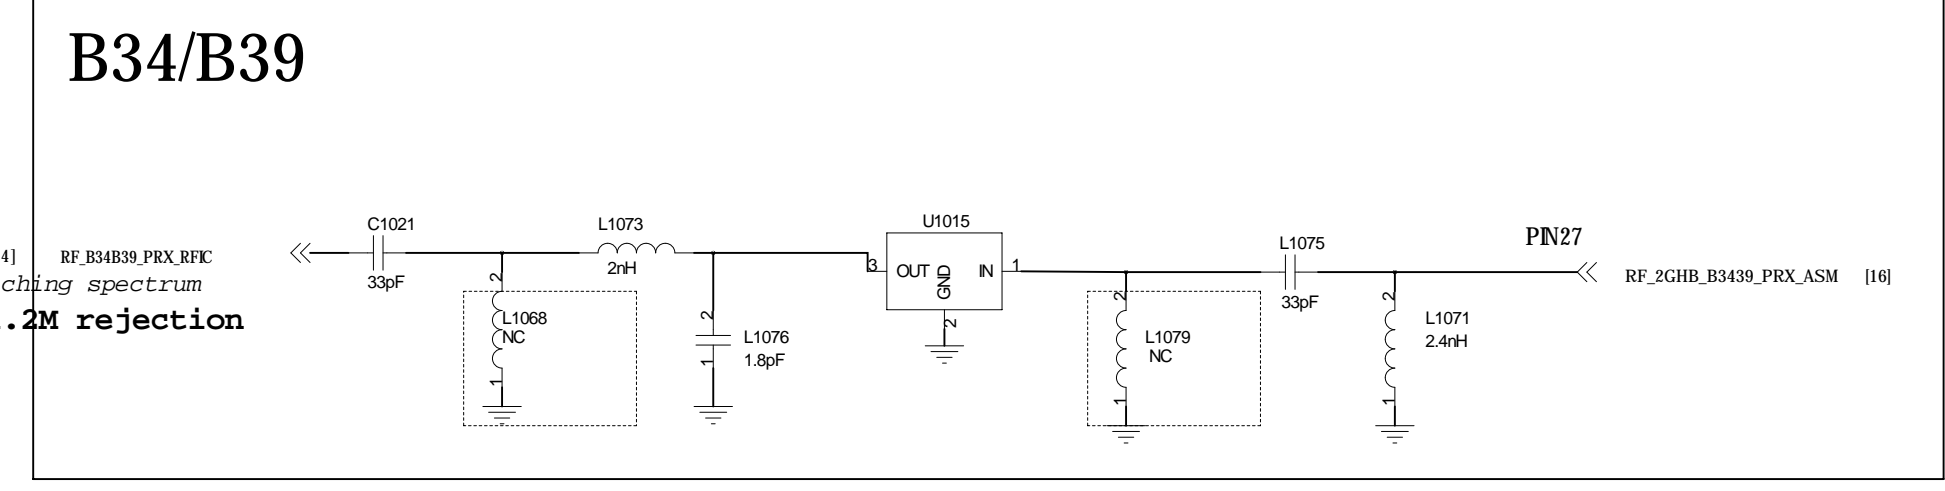 B34/B39
C1021
L1073
U1015
L1075
PIN27
4] RF_B34B39_PRX_RFIC
33pF
2nH
3 OUT GND IN 1
2
33pF
RF_2GHB_B3439_PRX_ASM [16]
ching spectrum
.2M rejection
2
L1068
NC
1
2
L1076
1.8pF
1
2
L1079
NC
1
2
L1071
2.4nH
1